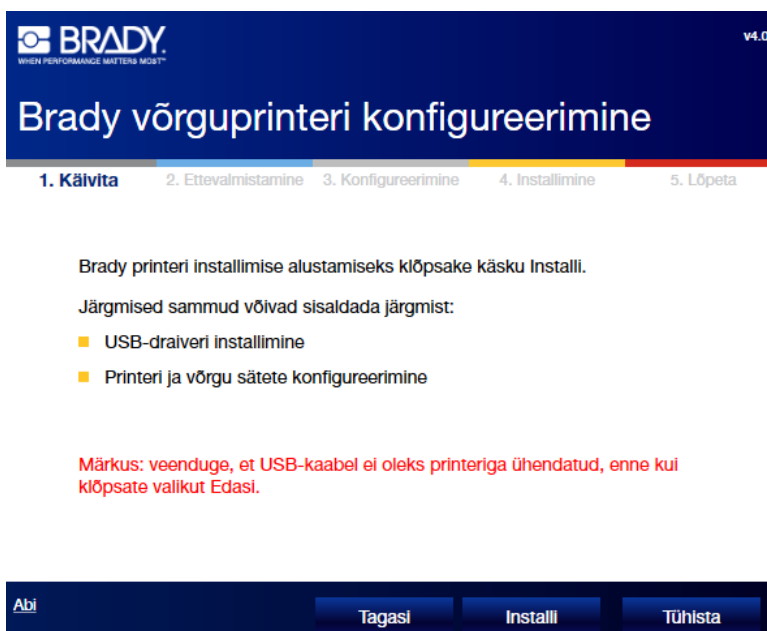 BRADY.
WHEN PERFORMANCE MATTERS MOST™
v4.0
Brady võrguprinteri konfigureerimine
1. Käivita 2. Ettevalmistamine 3. Konfigureerimine 4. Installimine 5. Lõpeta
Brady printeri installimise alustamiseks klõpsake käsku Installi.
Järgmised sammud võivad sisaldada järgmist:
USB-draiveri installimine
Printeri ja võrgu sätete konfigureerimine
Märkus: veenduge, et USB-kaabel ei oleks printeriga ühendatud, enne kui
klõpsate valikut Edasi.
Abi Tagasi Installi Tühista